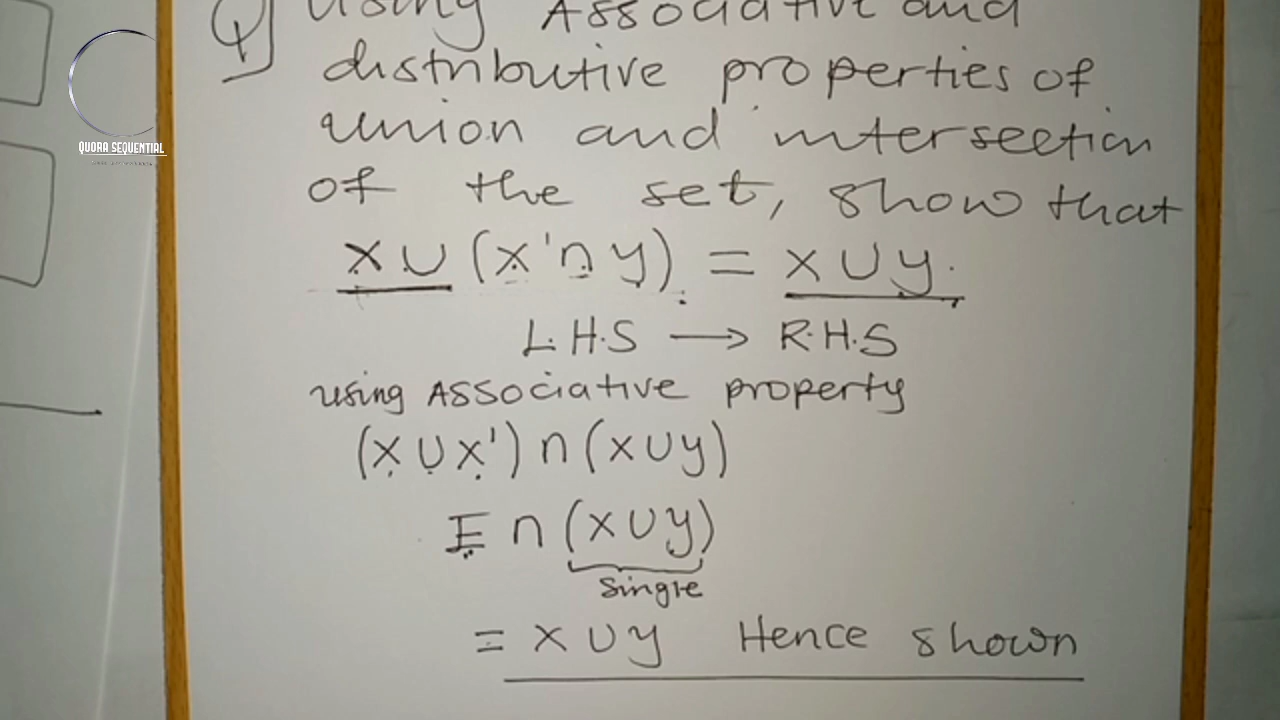 Q] Using Associative and
distributive properties of
union and intersection
of the set, show that
X ∪ (X' ∩ y) = X ∪ y.
L.H.S → R.H.S
using Associative property
(X ∪ X') ∩ (X ∪ y)
E ∩ (X ∪ y)
Single
= X ∪ y Hence shown
QUORA SEQUENTIAL